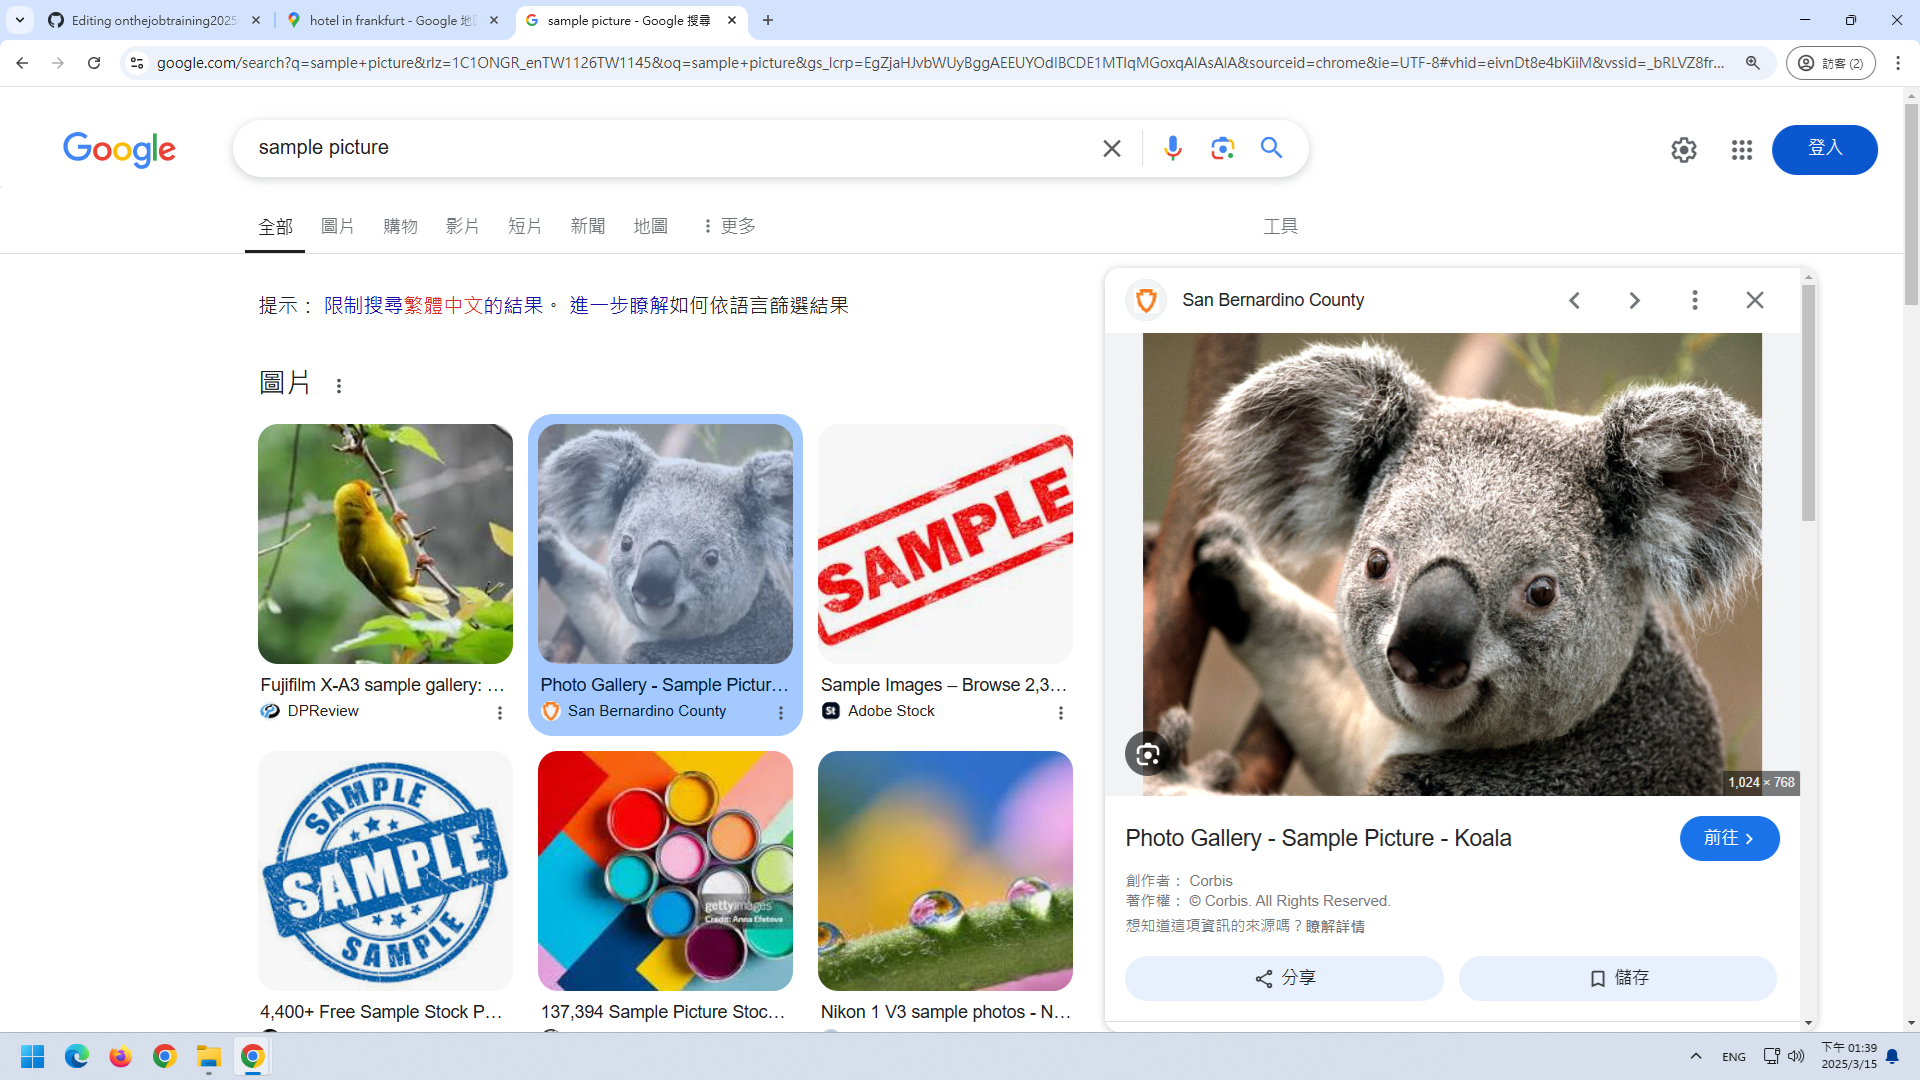 Editing onthejobtraining2025
hotel in frankfurt - Google 地
sample picture - Google 搜尋
google.com/search?q=sample+picture&rlz=1C1ONGR_enTW1126TW1145&oq=sample+picture&gs_lcrp=EgZjaHJvbWUyBggAEEUYOdIBCDE1MTIqMGoxqAIAsAIA&sourceid=chrome&ie=UTF-8#vhid=eivnDt8e4bKiiM&vssid=_bRLVZ8fr...
訪客 (2)
Google
sample picture
登入
全部 圖片 購物 影片 短片 新聞 地圖 更多 工具
提示： 限制搜尋繁體中文的結果。 進一步瞭解如何依語言篩選結果
圖片
SAMPLE
Fujifilm X-A3 sample gallery: ...
DPReview
Photo Gallery - Sample Pictur...
San Bernardino County
Sample Images – Browse 2,3...
St
Adobe Stock
SAMPLE
SAMPLE
SAMPLE
gettyimages
Credit: Anna Efetova
4,400+ Free Sample Stock P...
137,394 Sample Picture Stoc...
Nikon 1 V3 sample photos - N...
San Bernardino County
1,024 × 768
Photo Gallery - Sample Picture - Koala
前往
創作者： Corbis
著作權： © Corbis. All Rights Reserved.
想知道這項資訊的來源嗎？瞭解詳情
分享
儲存
ENG
下午 01:39
2025/3/15